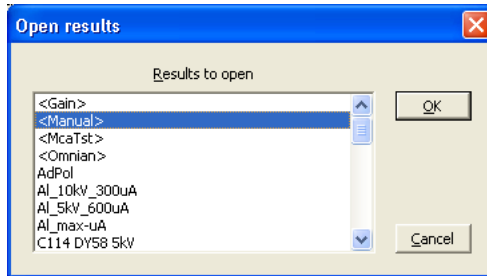 Open results
Results to open
<Gain>
<Manual>
<McaTst>
<Omnian>
AdPol
Al_10kV_300uA
Al_5kV_600uA
Al_max-uA
C114 DY58 5kV
OK
Cancel